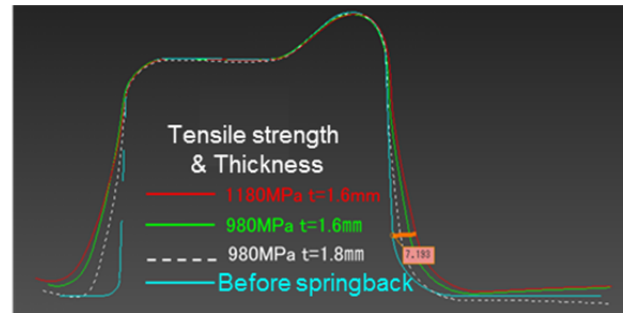 Tensile strength
& Thickness
1180MPa t=1.6mm
980MPa t=1.6mm
980MPa t=1.8mm
7.193
Before springback